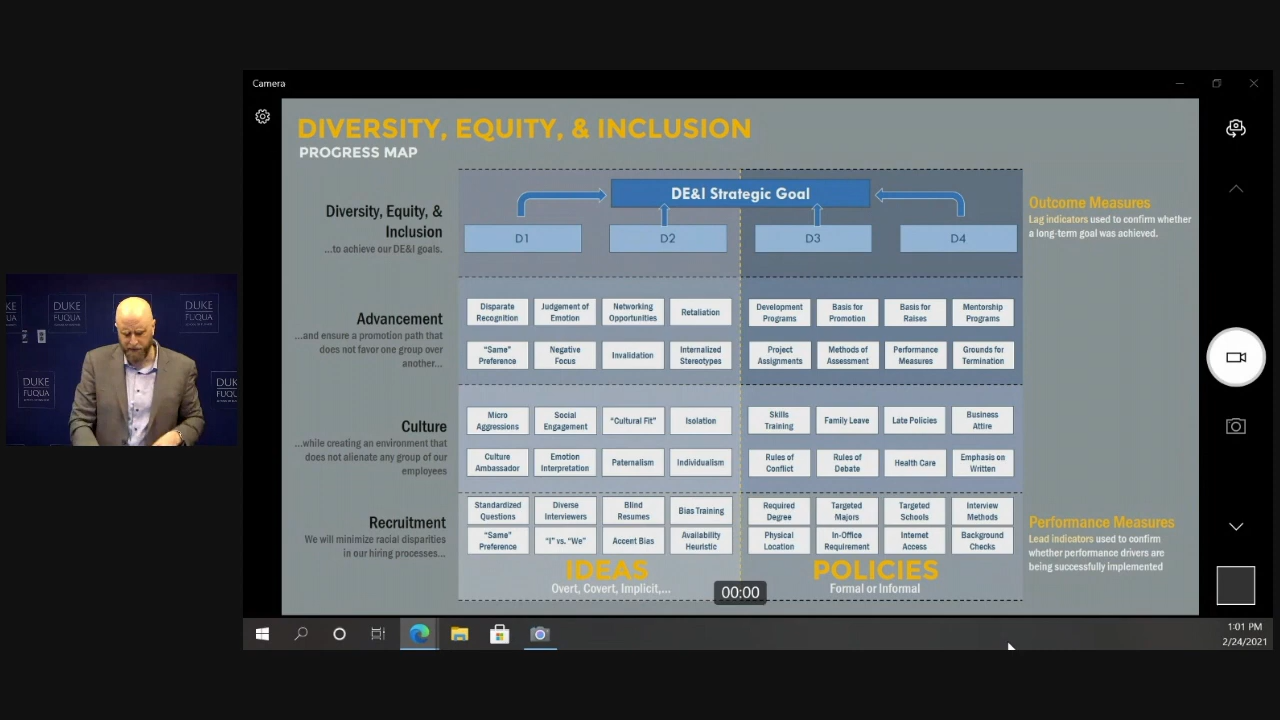 Camera
DIVERSITY, EQUITY, & INCLUSION
PROGRESS MAP
DE&I Strategic Goal
D1
D2
D3
D4
Diversity, Equity, &
Inclusion
...to achieve our DE&I goals.
Outcome Measures
Lag indicators used to confirm whether
a long-term goal was achieved.
Advancement
...and ensure a promotion path that
does not favor one group over
another...
Disparate
Recognition
Judgement of
Emotion
Networking
Opportunities
Retaliation
Development
Programs
Basis for
Promotion
Basis for
Raises
Mentorship
Programs
"Same"
Preference
Negative
Focus
Invalidation
Internalized
Stereotypes
Project
Assignments
Methods of
Assessment
Performance
Measures
Grounds for
Termination
Culture
...while creating an environment that
does not alienate any group of our
employees
Micro
Aggressions
Social
Engagement
"Cultural Fit"
Isolation
Skills
Training
Family Leave
Late Policies
Business
Attire
Culture
Ambassador
Emotion
Interpretation
Paternalism
Individualism
Rules of
Conflict
Rules of
Debate
Health Care
Emphasis on
Written
Recruitment
We will minimize racial disparities
in our hiring processes...
Standardized
Questions
Diverse
Interviewers
Blind
Resumes
Bias Training
Required
Degree
Targeted
Majors
Targeted
Schools
Interview
Methods
"Same"
Preference
"I" vs. "We"
Accent Bias
Availability
Heuristic
Physical
Location
In-Office
Requirement
Internet
Access
Background
Checks
Performance Measures
Lead indicators used to confirm
whether performance drivers are
being successfully implemented
IDEAS
Overt, Covert, Implicit,...
POLICIES
Formal or Informal
00:00
1:01 PM
2/24/2021
DUKE
FUQUA
DUKE
FUQUA
DUKE
FUQUA
DUKE